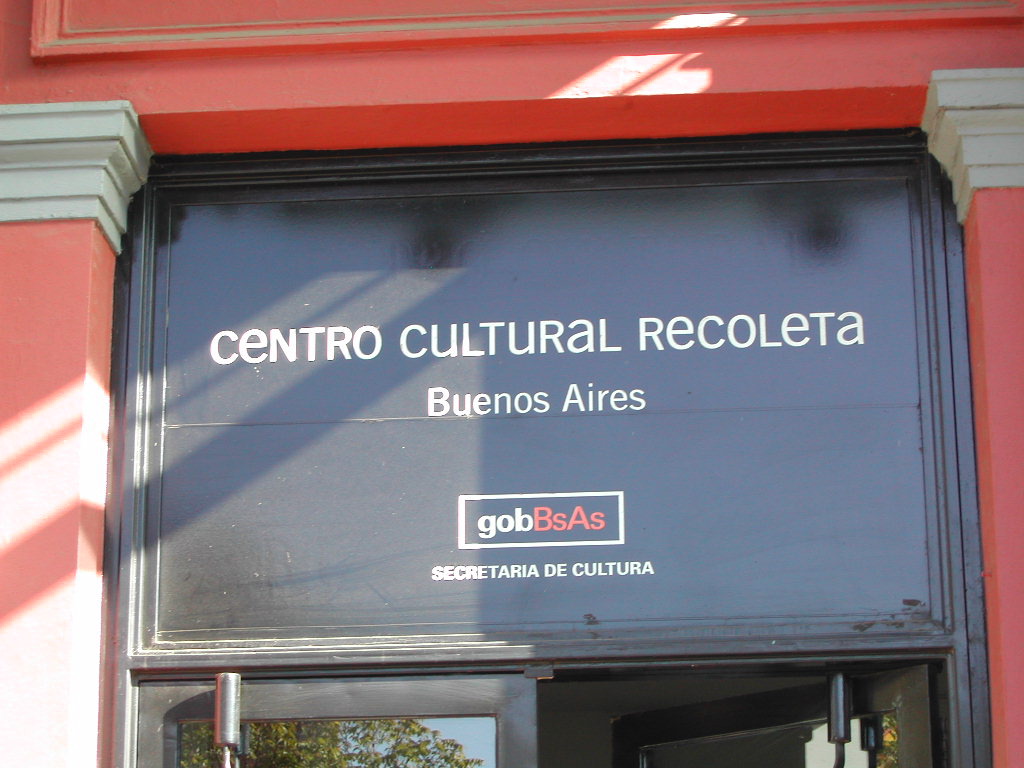 CeNTRO CULTURaL ReCOLeTa
Buenos Aires
gobBsAs
SECRETARIA DE CULTURA